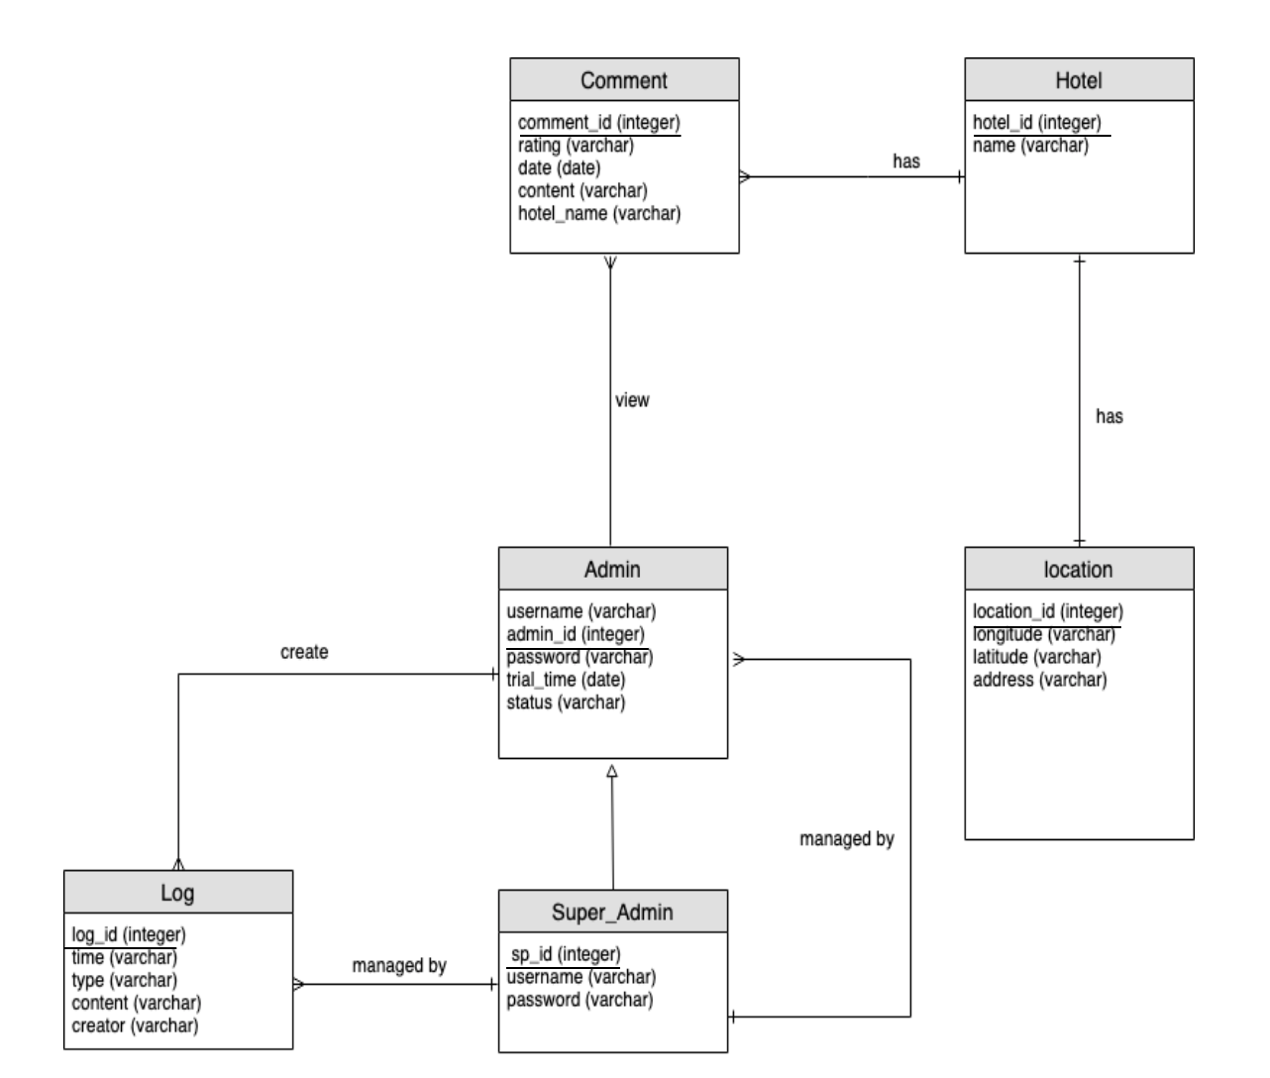 Comment
comment_id (integer)
rating (varchar)
date (date)
content (varchar)
hotel_name (varchar)
has
Hotel
hotel_id (integer)
name (varchar)
view
has
Admin
username (varchar)
admin_id (integer)
password (varchar)
trial_time (date)
status (varchar)
location
location_id (integer)
longitude (varchar)
latitude (varchar)
address (varchar)
create
managed by
Log
log_id (integer)
time (varchar)
type (varchar)
content (varchar)
creator (varchar)
managed by
Super_Admin
sp_id (integer)
username (varchar)
password (varchar)